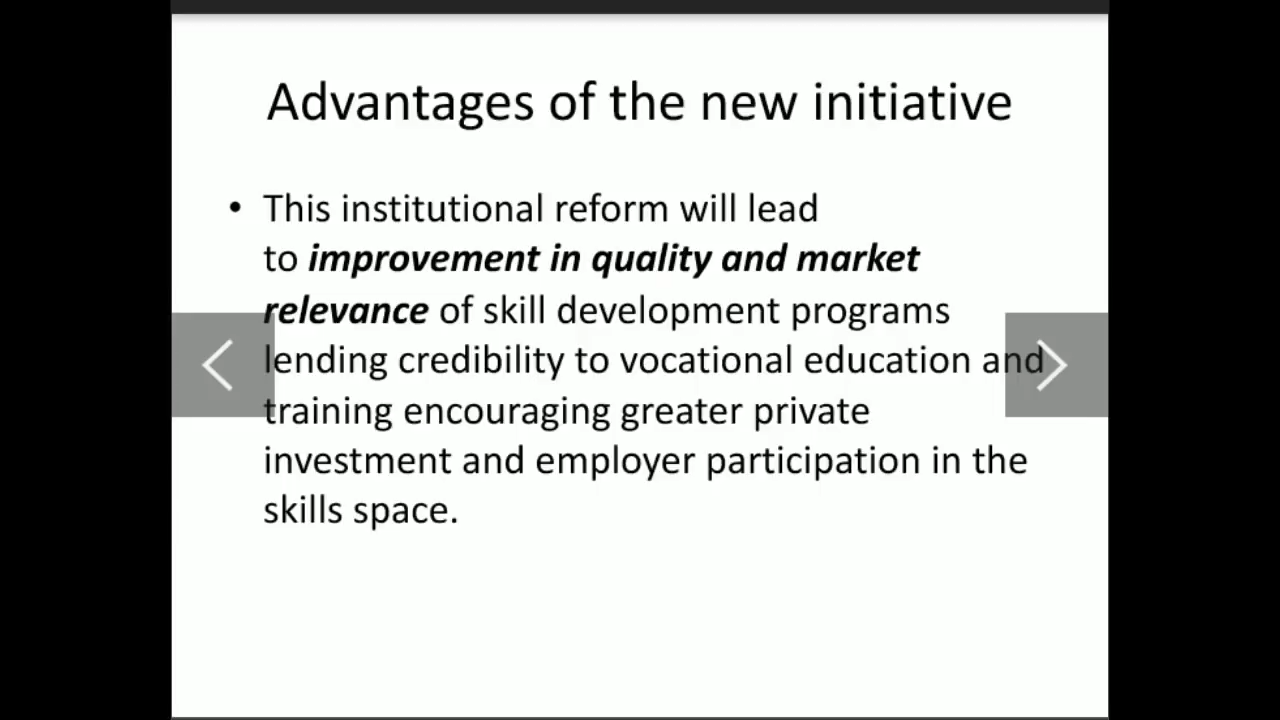 Advantages of the new initiative
• This institutional reform will lead
to improvement in quality and market
relevance of skill development programs
lending credibility to vocational education and
training encouraging greater private
investment and employer participation in the
skills space.